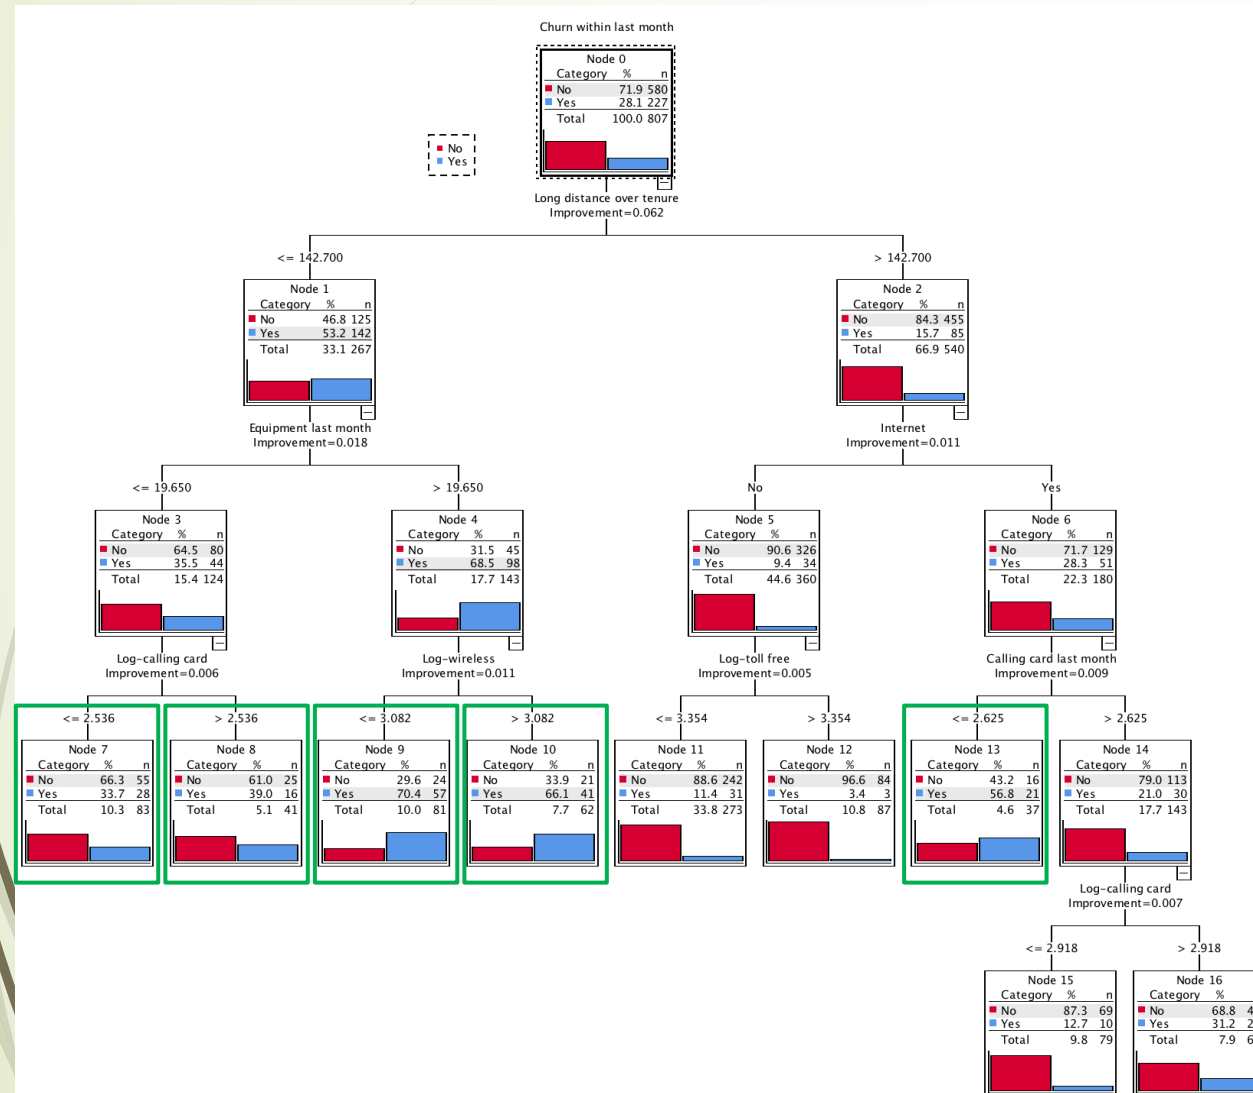 Churn within last month
Node 0
Category % n
No 71.9 580
Yes 28.1 227
Total 100.0 807
No
Yes
Long distance over tenure
Improvement=0.062
<= 142.700
> 142.700
Node 1
Category % n
No 46.8 125
Yes 53.2 142
Total 33.1 267
Node 2
Category % n
No 84.3 455
Yes 15.7 85
Total 66.9 540
Equipment last month
Improvement=0.018
Internet
Improvement=0.011
<= 19.650
> 19.650
No
Yes
Node 3
Category % n
No 64.5 80
Yes 35.5 44
Total 15.4 124
Node 4
Category % n
No 31.5 45
Yes 68.5 98
Total 17.7 143
Node 5
Category % n
No 90.6 326
Yes 9.4 34
Total 44.6 360
Node 6
Category % n
No 71.7 129
Yes 28.3 51
Total 22.3 180
Log-calling card
Improvement=0.006
Log-wireless
Improvement=0.011
Log-toll free
Improvement=0.005
Calling card last month
Improvement=0.009
<= 2.536
> 2.536
<= 3.082
> 3.082
<= 3.354
> 3.354
<= 2.625
> 2.625
Node 7
Category % n
No 66.3 55
Yes 33.7 28
Total 10.3 83
Node 8
Category % n
No 61.0 25
Yes 39.0 16
Total 5.1 41
Node 9
Category % n
No 29.6 24
Yes 70.4 57
Total 10.0 81
Node 10
Category % n
No 33.9 21
Yes 66.1 41
Total 7.7 62
Node 11
Category % n
No 88.6 242
Yes 11.4 31
Total 33.8 273
Node 12
Category % n
No 96.6 84
Yes 3.4 3
Total 10.8 87
Node 13
Category % n
No 43.2 16
Yes 56.8 21
Total 4.6 37
Node 14
Category % n
No 79.0 113
Yes 21.0 30
Total 17.7 143
Log-calling card
Improvement=0.007
<= 2.918
> 2.918
Node 15
Category % n
No 87.3 69
Yes 12.7 10
Total 9.8 79
Node 16
Category %
No 68.8
Yes 31.2
Total 7.9